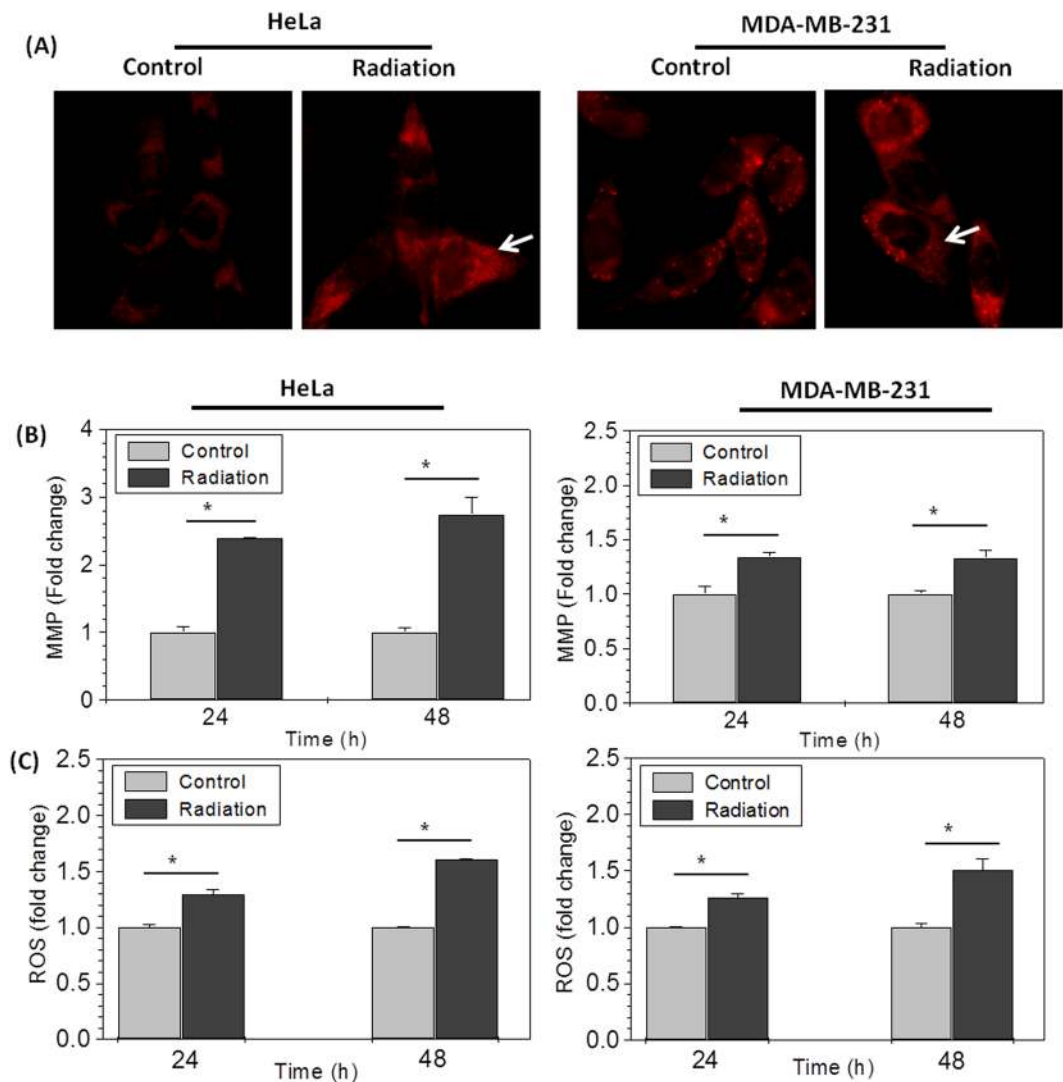 HeLa
MDA-MB-231
(A)
Control
Radiation
Control
Radiation
HeLa
MDA-MB-231
(B)
MMP (Fold change)
4
3
2
1
0
Control
Radiation
*
*
24
48
Time (h)
MMP (Fold change)
2.5
2.0
1.5
1.0
0.5
0.0
Control
Radiation
*
*
24
48
Time (h)
(C)
ROS (fold change)
2.5
2.0
1.5
1.0
0.5
0.0
Control
Radiation
*
*
24
48
Time (h)
ROS (fold change)
2.5
2.0
1.5
1.0
0.5
0.0
Control
Radiation
*
*
24
48
Time (h)